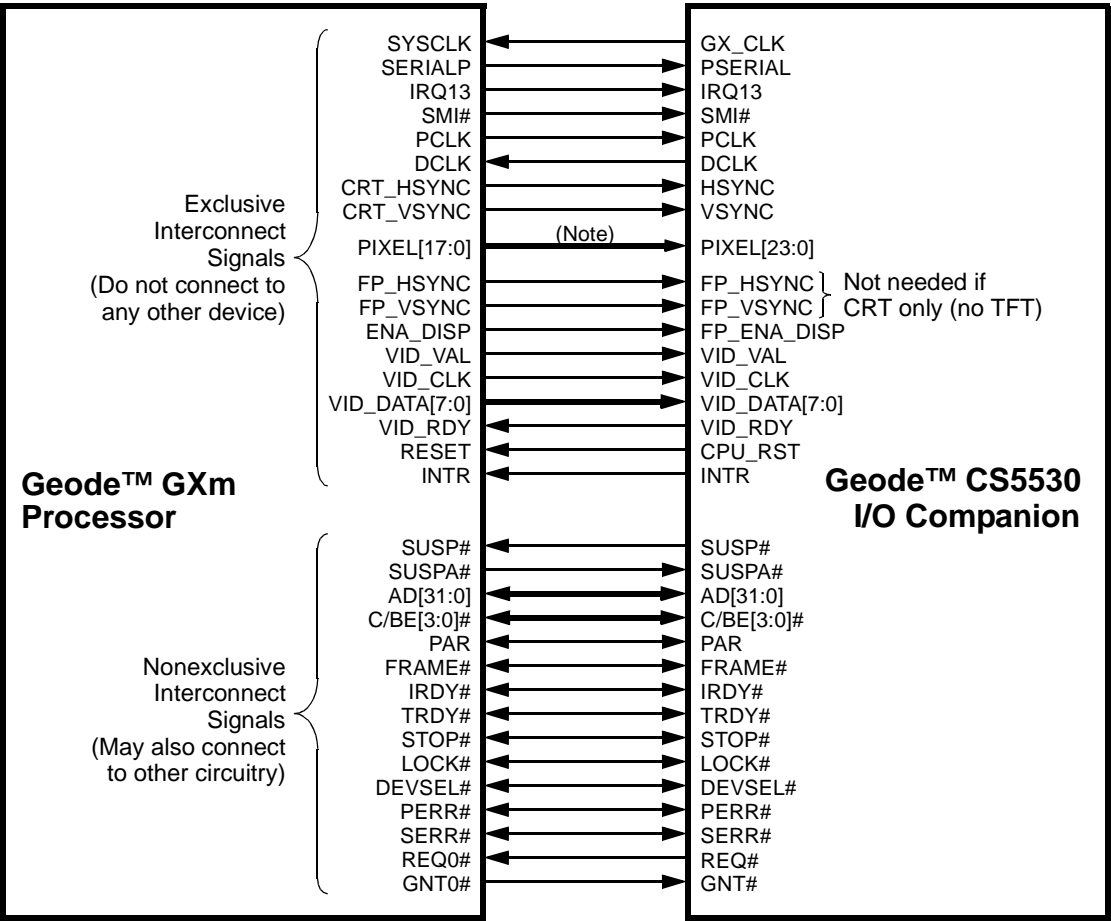 SYSCLK GX_CLK
SERIALP PSERIAL
IRQ13 IRQ13
SMI# SMI#
PCLK PCLK
DCLK DCLK
CRT_HSYNC HSYNC
CRT_VSYNC VSYNC
PIXEL[17:0] (Note) PIXEL[23:0]
FP_HSYNC FP_HSYNC
FP_VSYNC FP_VSYNC
Not needed if
CRT only (no TFT)
ENA_DISP FP_ENA_DISP
VID_VAL VID_VAL
VID_CLK VID_CLK
VID_DATA[7:0] VID_DATA[7:0]
VID_RDY VID_RDY
RESET CPU_RST
INTR INTR
Exclusive
Interconnect
Signals
(Do not connect to
any other device)
Geode™ GXm
Processor
Geode™ CS5530
I/O Companion
SUSP# SUSP#
SUSPA# SUSPA#
AD[31:0] AD[31:0]
C/BE[3:0]# C/BE[3:0]#
PAR PAR
FRAME# FRAME#
IRDY# IRDY#
TRDY# TRDY#
STOP# STOP#
LOCK# LOCK#
DEVSEL# DEVSEL#
PERR# PERR#
SERR# SERR#
REQ0# REQ#
GNT0# GNT#
Nonexclusive
Interconnect
Signals
(May also connect
to other circuitry)